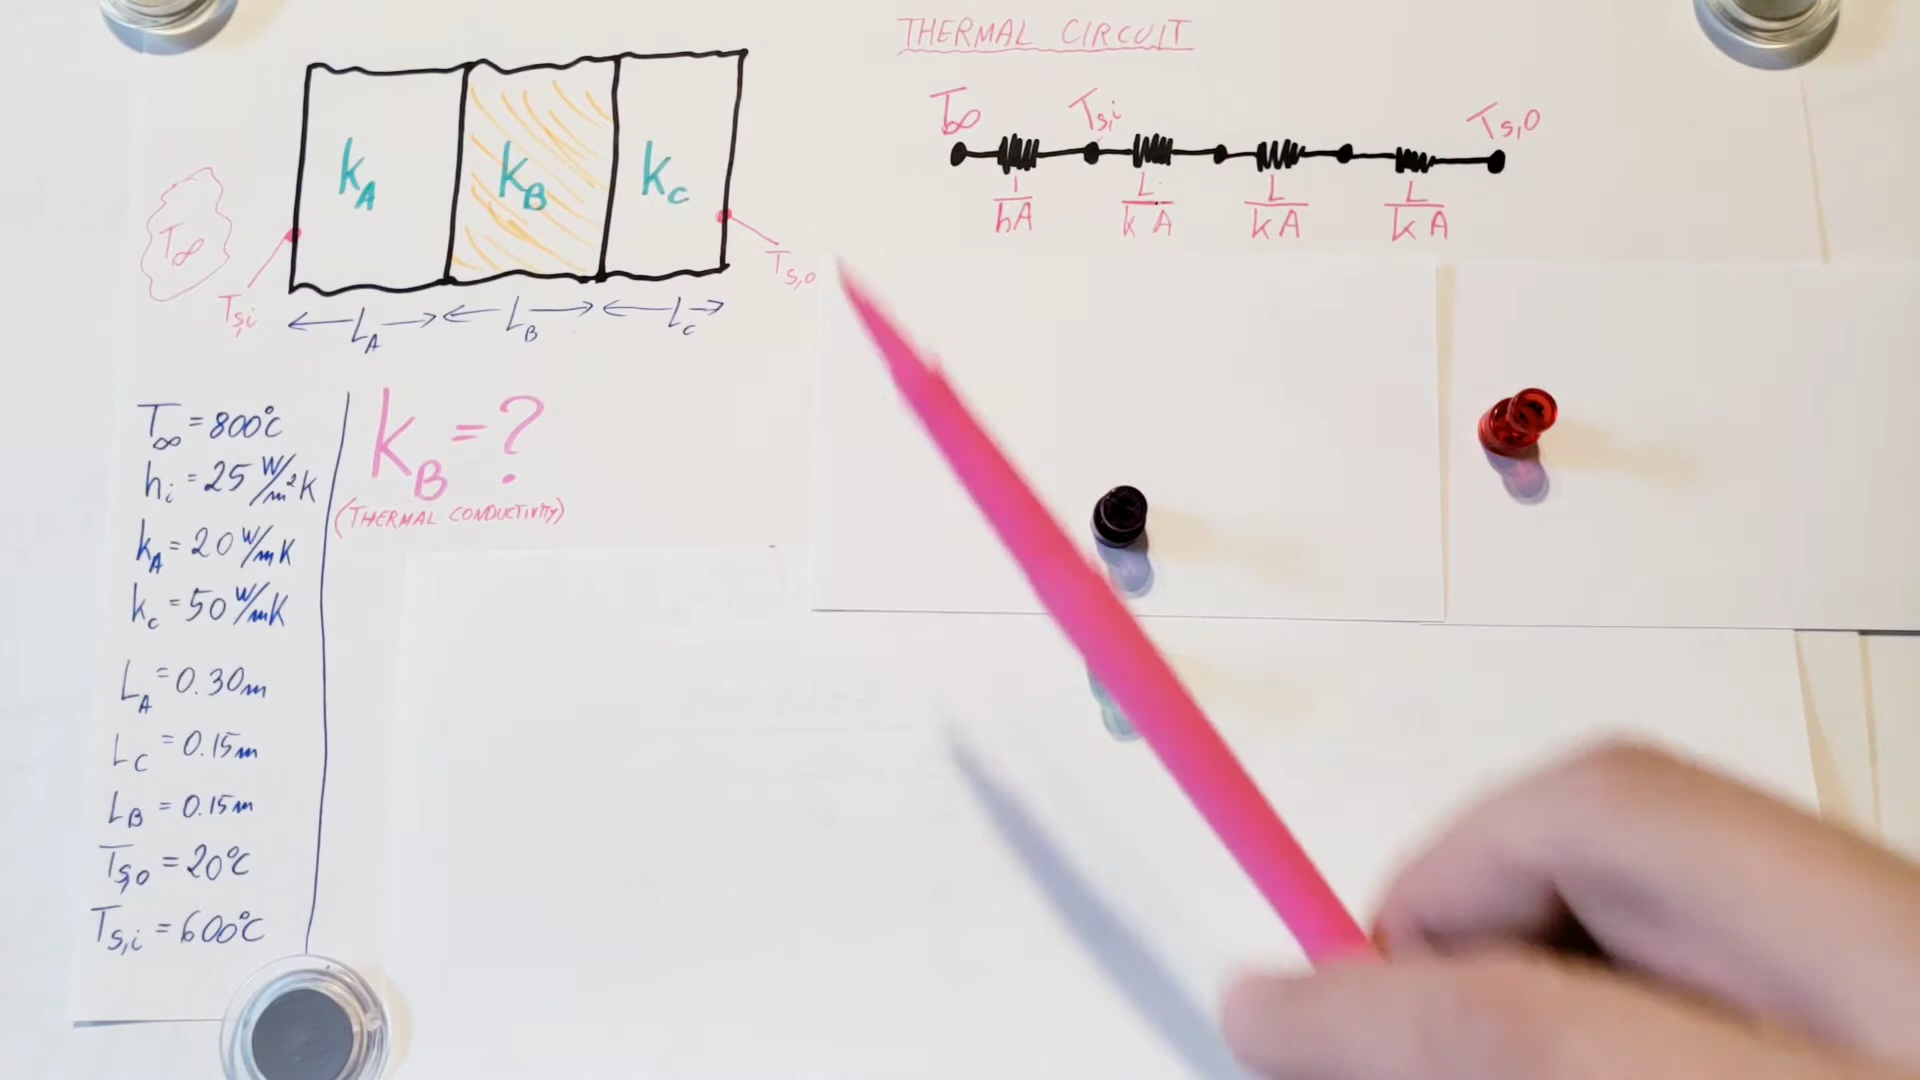 THERMAL CIRCUIT
T∞ Ts,i Ts,o
1/hA L/kA L/kA L/kA
kA kB kC
T∞
Ts,i
Ts,o
LA LB LC
T∞ = 800°C
hi = 25 W/m²K
kA = 20 W/mK
kc = 50 W/mK
LA = 0.30m
LC = 0.15m
LB = 0.15m
Ts,o = 20°C
Ts,i = 600°C
kB = ?
(THERMAL CONDUCTIVITY)